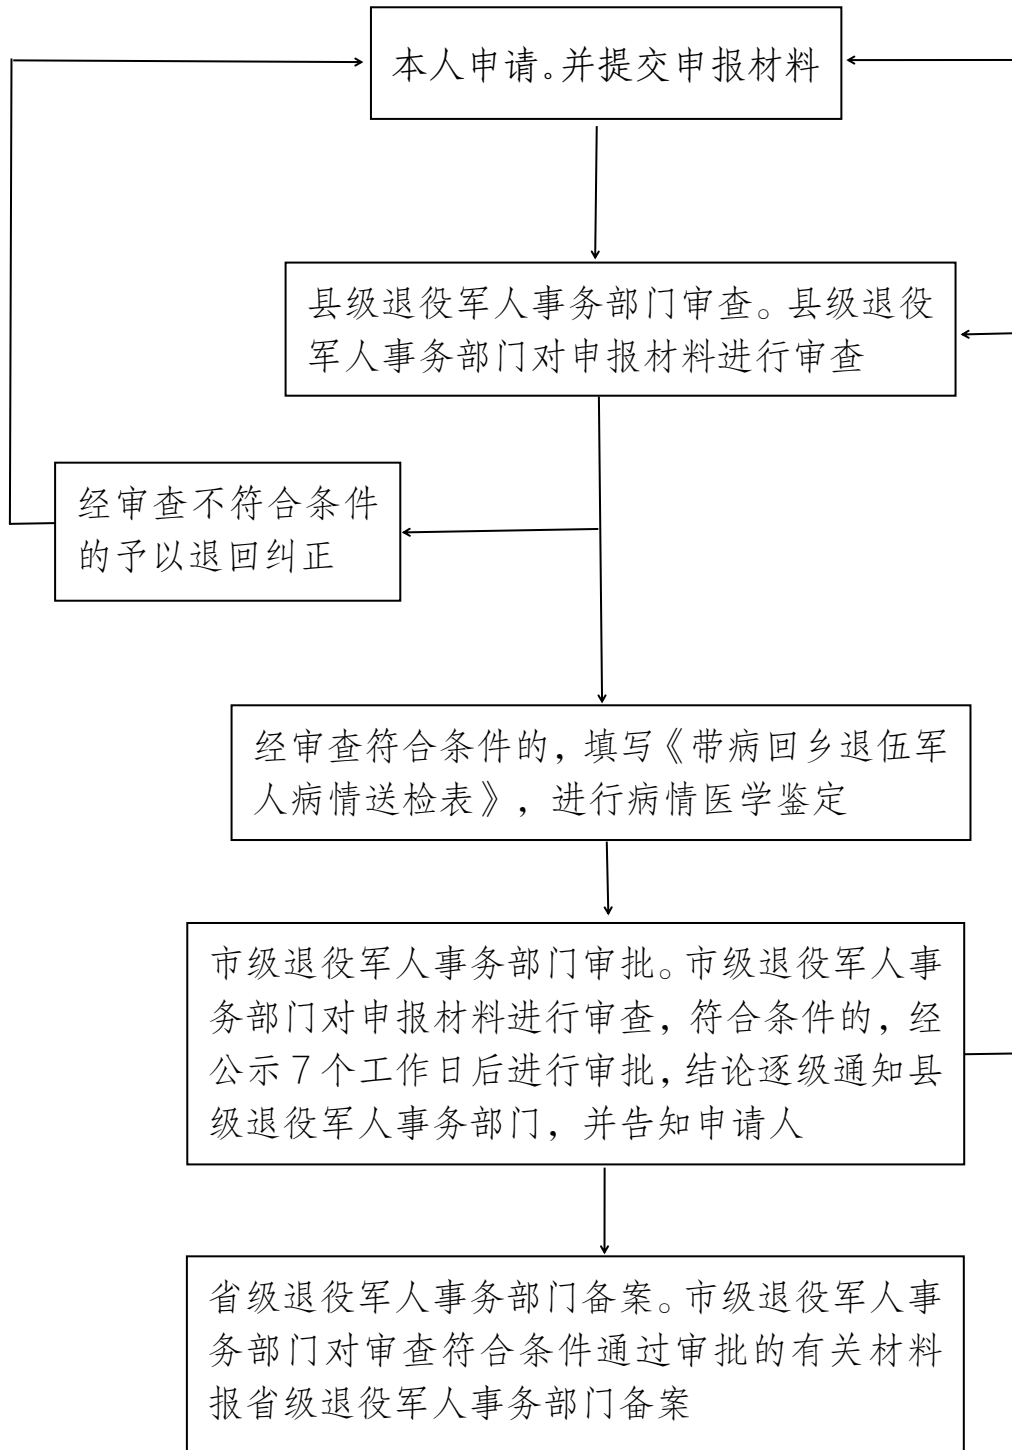 本人申请。并提交申报材料
县级退役军人事务部门审查。县级退役
军人事务部门对申报材料进行审查
经审查不符合条件
的予以退回纠正
经审查符合条件的，填写《带病回乡退伍军
人病情送检表》，进行病情医学鉴定
市级退役军人事务部门审批。市级退役军人事
务部门对申报材料进行审查，符合条件的，经
公示7个工作日后进行审批，结论逐级通知县
级退役军人事务部门，并告知申请人
省级退役军人事务部门备案。市级退役军人事
务部门对审查符合条件通过审批的有关材料
报省级退役军人事务部门备案